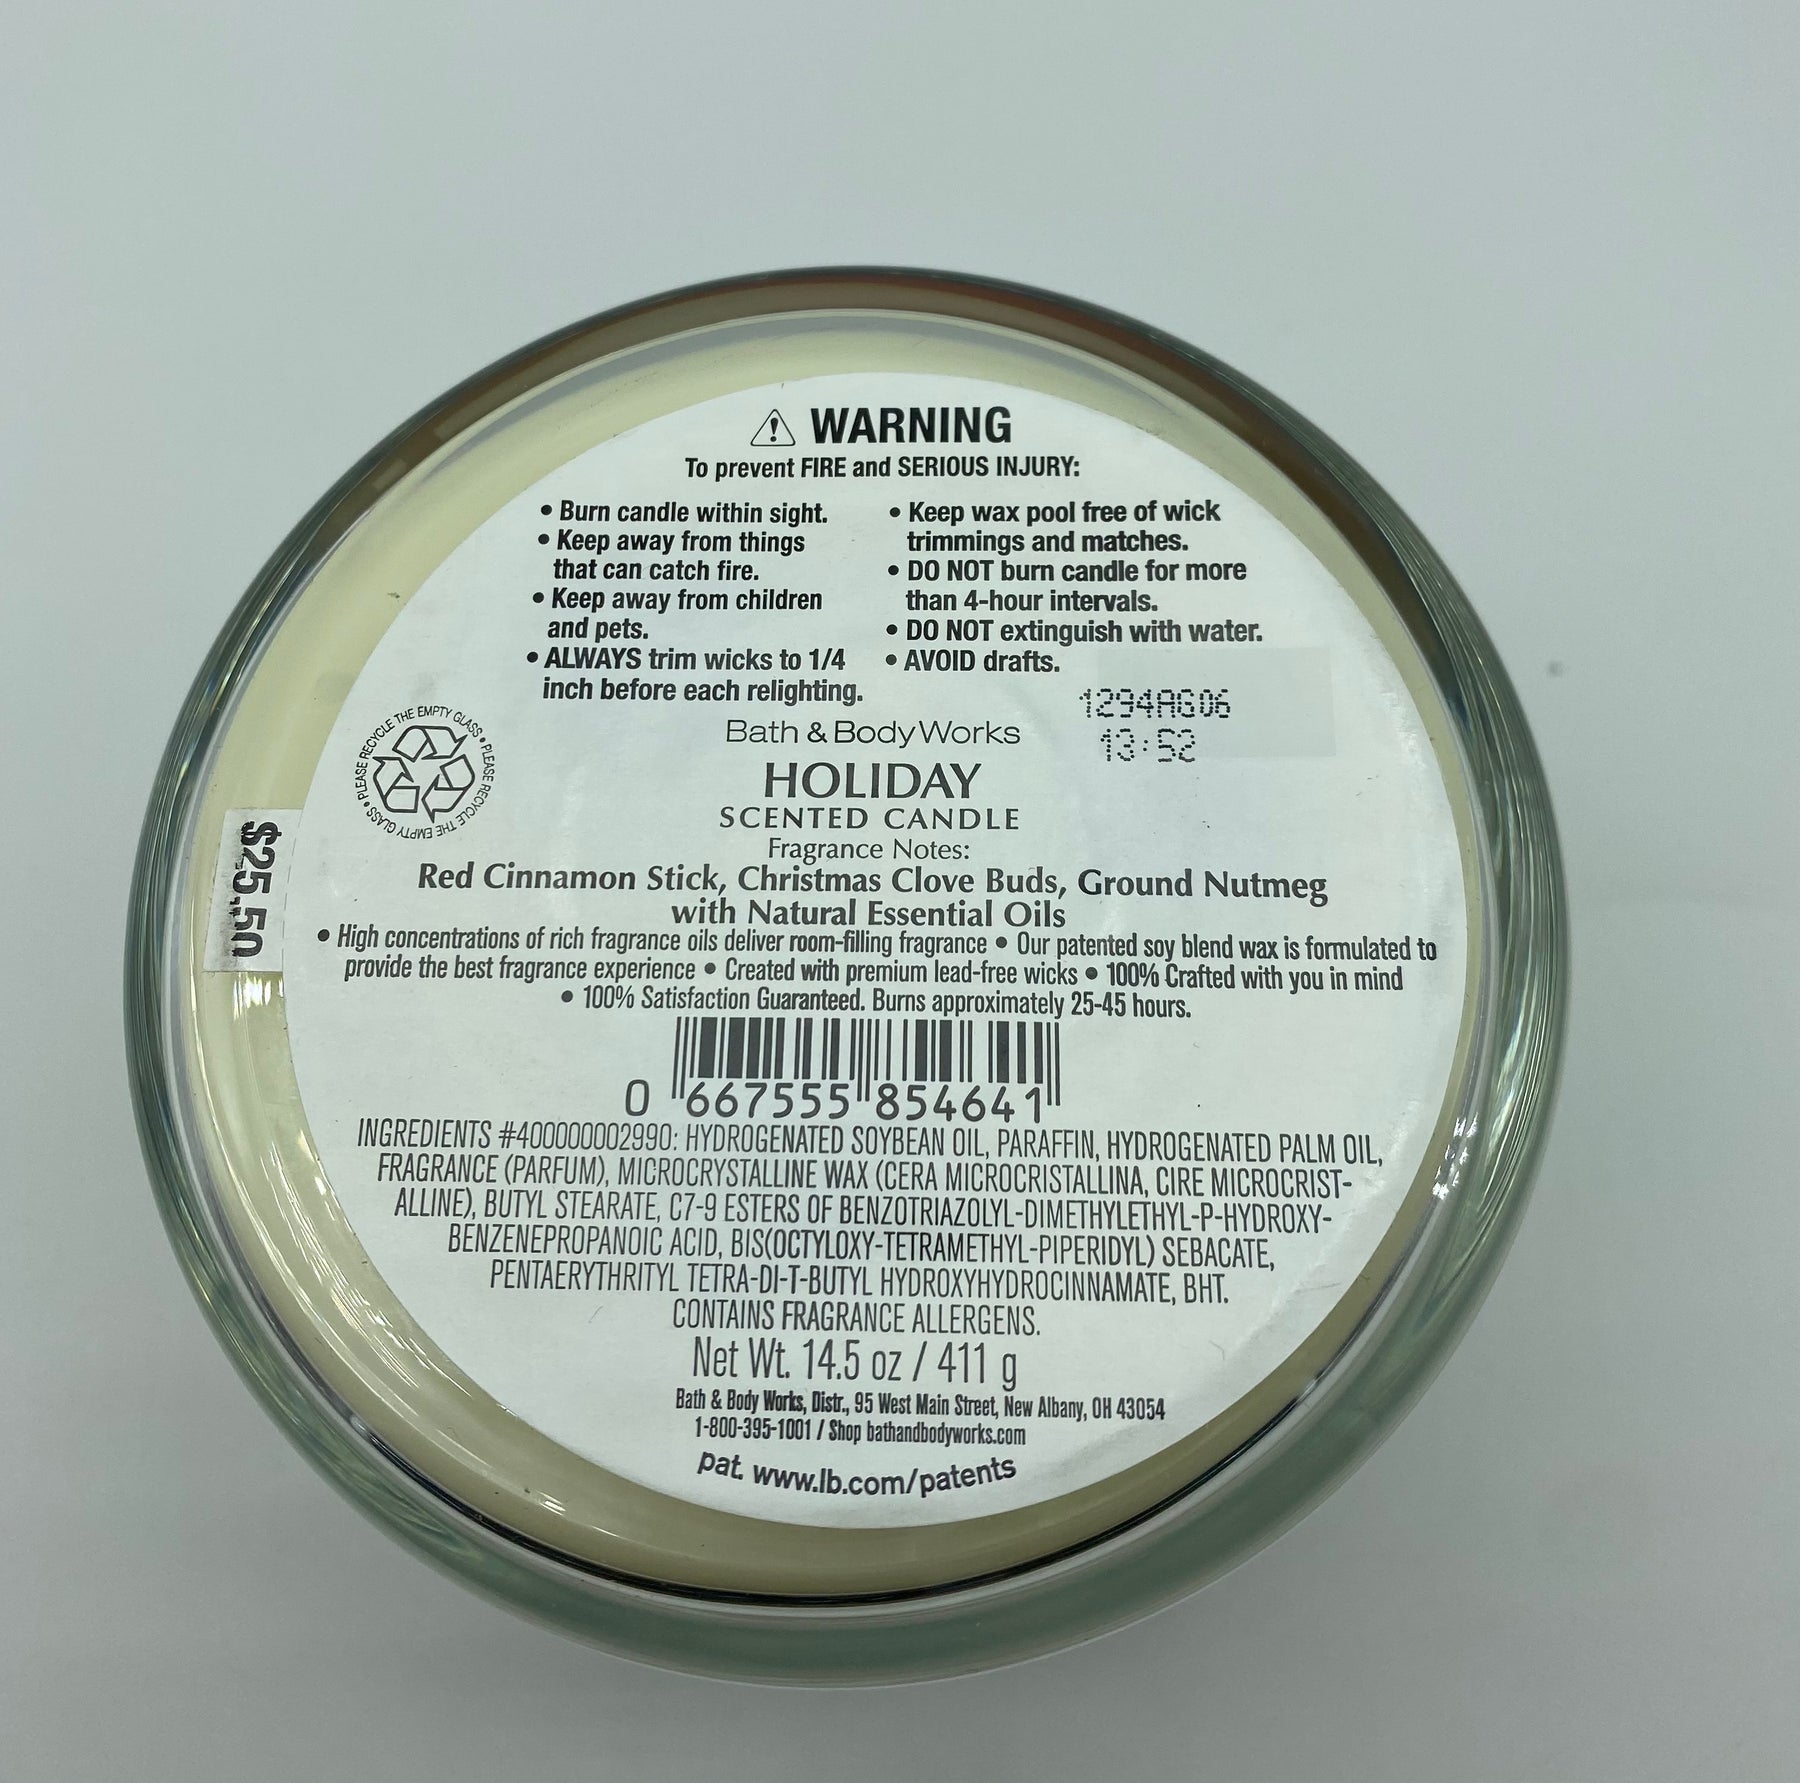 ⚠ WARNING
To prevent FIRE and SERIOUS INJURY:
• Burn candle within sight.
• Keep away from things
that can catch fire.
• Keep away from children
and pets.
• ALWAYS trim wicks to 1/4
inch before each relighting.
• Keep wax pool free of wick
trimmings and matches.
• DO NOT burn candle for more
than 4-hour intervals.
• DO NOT extinguish with water.
• AVOID drafts.
1294AG06
13:52
PLEASE RECYCLE THE EMPTY GLASS • PLEASE RECYCLE THE EMPTY GLASS •
Bath & Body Works
HOLIDAY
SCENTED CANDLE
Fragrance Notes:
Red Cinnamon Stick, Christmas Clove Buds, Ground Nutmeg
with Natural Essential Oils
$25.50
• High concentrations of rich fragrance oils deliver room-filling fragrance • Our patented soy blend wax is formulated to
provide the best fragrance experience • Created with premium lead-free wicks • 100% Crafted with you in mind
• 100% Satisfaction Guaranteed. Burns approximately 25-45 hours.
0 667555 854641
INGREDIENTS #400000002990: HYDROGENATED SOYBEAN OIL, PARAFFIN, HYDROGENATED PALM OIL,
FRAGRANCE (PARFUM), MICROCRYSTALLINE WAX (CERA MICROCRISTALLINA, CIRE MICROCRIST-
ALLINE), BUTYL STEARATE, C7-9 ESTERS OF BENZOTRIAZOLYL-DIMETHYLETHYL-P-HYDROXY-
BENZENEPROPANOIC ACID, BIS(OCTYLOXY-TETRAMETHYL-PIPERIDYL) SEBACATE,
PENTAERYTHRITYL TETRA-DI-T-BUTYL HYDROXYHYDROCINNAMATE, BHT.
CONTAINS FRAGRANCE ALLERGENS.
Net Wt. 14.5 oz / 411 g
Bath & Body Works, Distr., 95 West Main Street, New Albany, OH 43054
1-800-395-1001 / Shop bathandbodyworks.com
pat. www.lb.com/patents